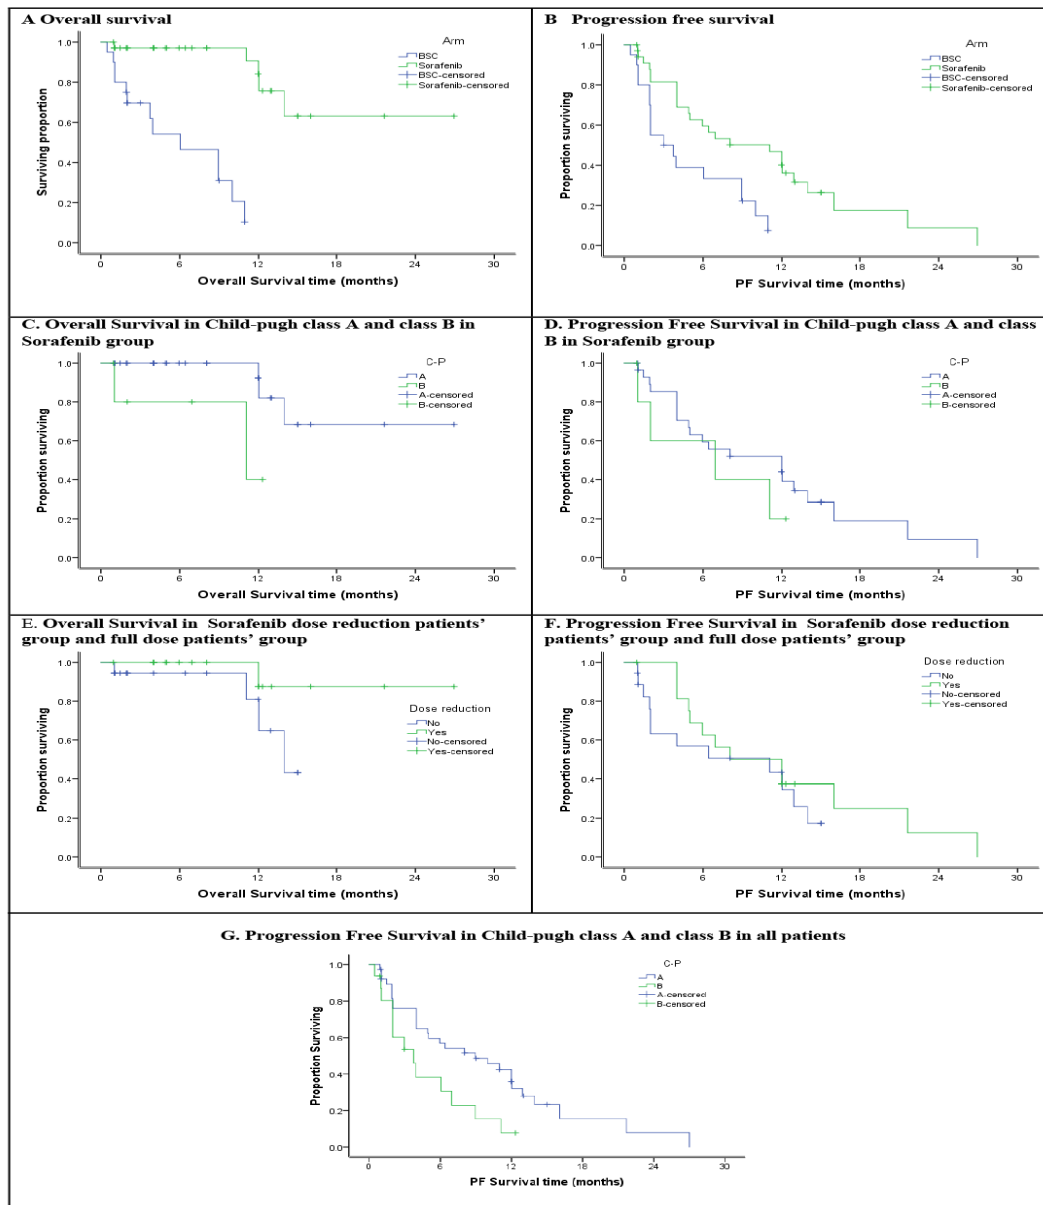 A Overall survival
Arm
BSC
Sorafenib
BSC-censored
Sorafenib-censored
Surviving proportion
1.0
0.8
0.6
0.4
0.2
0.0
0
6
12
18
24
30
Overall Survival time (months)
B Progression free survival
Arm
BSC
Sorafenib
BSC-censored
Sorafenib-censored
Proportion surviving
1.0
0.8
0.6
0.4
0.2
0.0
0
6
12
18
24
30
PF Survival time (months)
C. Overall Survival in Child-pugh class A and class B in
Sorafenib group
C-P
A
B
A-censored
B-censored
Proportion surviving
1.0
0.8
0.6
0.4
0.2
0.0
0
6
12
18
24
30
Overall Survival time (months)
D. Progression Free Survival in Child-pugh class A and class
B in Sorafenib group
C-P
A
B
A-censored
B-censored
Proportion surviving
1.0
0.8
0.6
0.4
0.2
0.0
0
6
12
18
24
30
PF Survival time (months)
E. Overall Survival in Sorafenib dose reduction patients'
group and full dose patients' group
Dose reduction
No
Yes
No-censored
Yes-censored
Proportion surviving
1.0
0.8
0.6
0.4
0.2
0.0
0
6
12
18
24
30
Overall Survival time (months)
F. Progression Free Survival in Sorafenib dose reduction
patients' group and full dose patients' group
Dose reduction
No
Yes
No-censored
Yes-censored
Proportion surviving
1.0
0.8
0.6
0.4
0.2
0.0
0
6
12
18
24
30
PF Survival time (months)
G. Progression Free Survival in Child-pugh class A and class B in all patients
C-P
A
B
A-censored
B-censored
Proportion Surviving
1.0
0.8
0.6
0.4
0.2
0.0
0
6
12
18
24
30
PF Survival time (months)